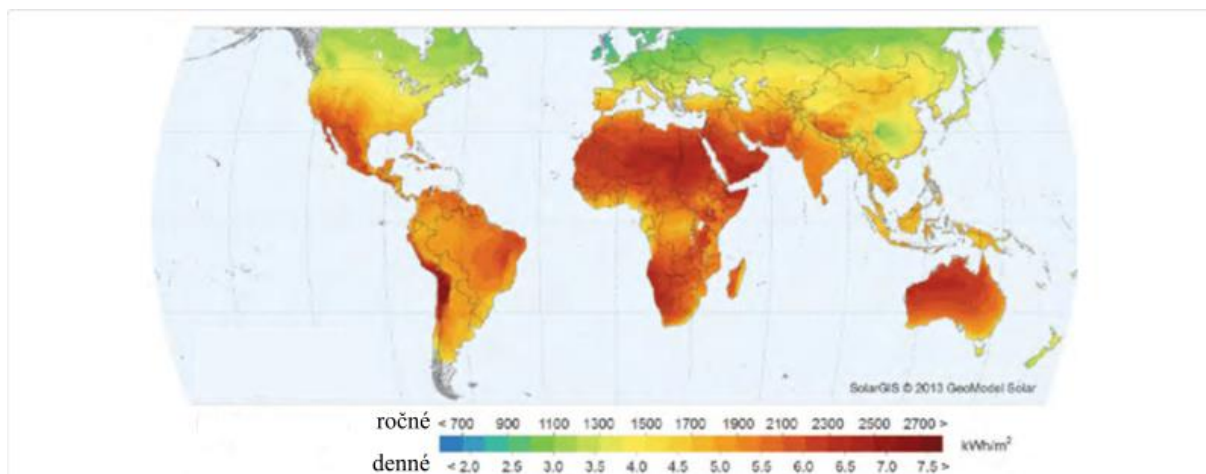 SolarGIS © 2013 GeoModel Solar
ročné < 700 900 1100 1300 1500 1700 1900 2100 2300 2500 2700 >
kWh/m²
denné < 2.0 2.5 3.0 3.5 4.0 4.5 5.0 5.5 6.0 6.5 7.0 7.5 >